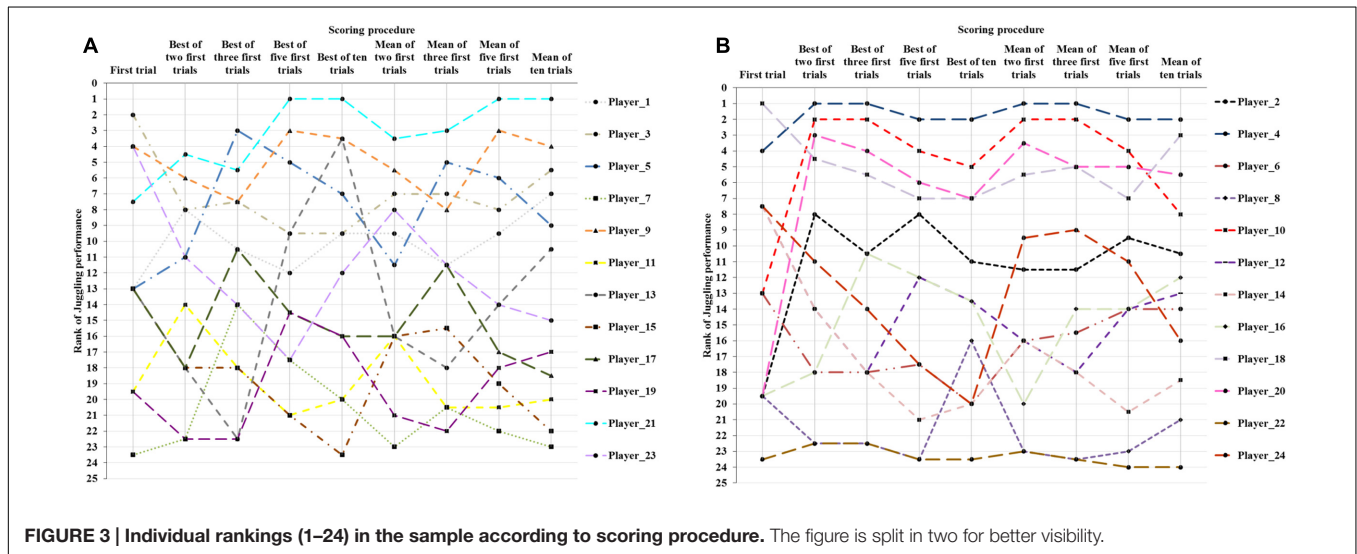 Scoring procedure
A
First trial
Best of
two first
trials
Best of
three first
trials
Best of
five first
trials
Best of ten
trials
Mean of
two first
trials
Mean of
three first
trials
Mean of
five first
trials
Mean of
ten trials
Rank of Juggling performance
0
1
2
3
4
5
6
7
8
9
10
11
12
13
14
15
16
17
18
19
20
21
22
23
24
25
Player_1
Player_3
Player_5
Player_7
Player_9
Player_11
Player_13
Player_15
Player_17
Player_19
Player_21
Player_23
Scoring procedure
B
First trial
Best of
two first
trials
Best of
three first
trials
Best of
five first
trials
Best of ten
trials
Mean of
two first
trials
Mean of
three first
trials
Mean of
five first
trials
Mean of
ten trials
Rank of Juggling performance
0
1
2
3
4
5
6
7
8
9
10
11
12
13
14
15
16
17
18
19
20
21
22
23
24
25
Player_2
Player_4
Player_6
Player_8
Player_10
Player_12
Player_14
Player_16
Player_18
Player_20
Player_22
Player_24
FIGURE 3 | Individual rankings (1–24) in the sample according to scoring procedure. The figure is split in two for better visibility.